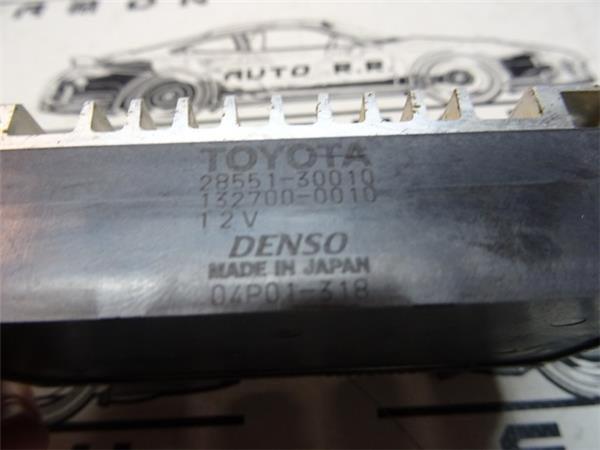 AUTO R.R.
TOYOTA
28551-30010
132700-0010
12V
DENSO
MADE IN JAPAN
04P01-318